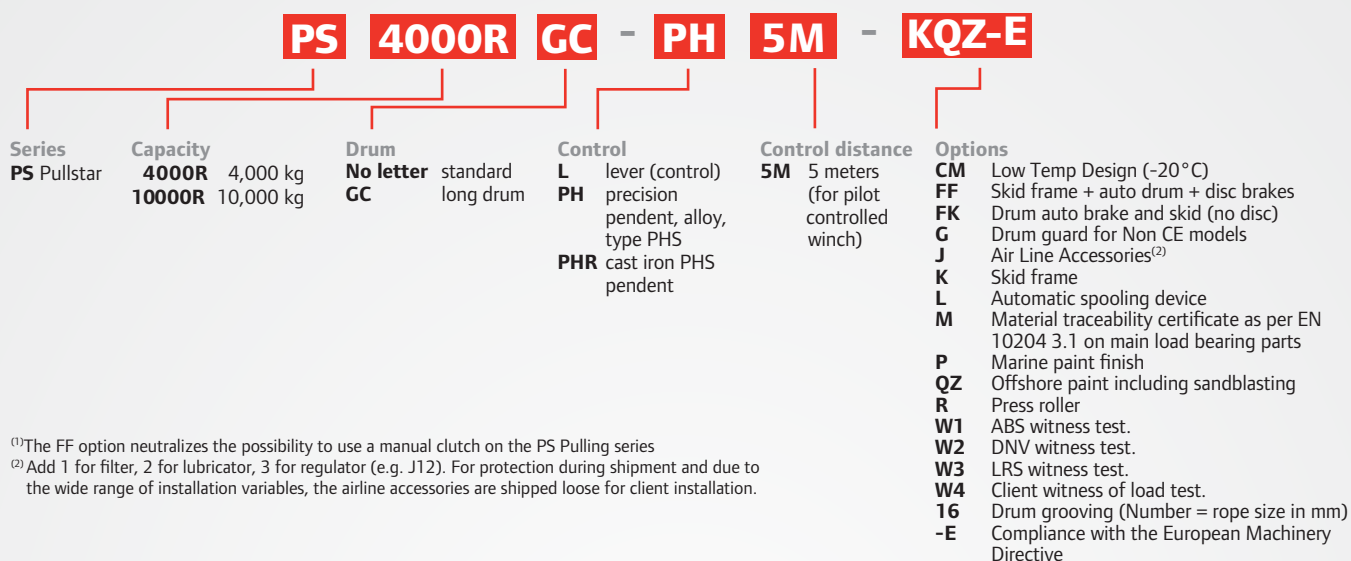 PS 4000R GC - PH 5M - KQZ-E
Series
PS Pullstar
Capacity
4000R 4,000 kg
10000R 10,000 kg
Drum
No letter standard
GC long drum
Control
L lever (control)
PH precision
pendent, alloy,
type PHS
PHR cast iron PHS
pendent
Control distance
5M 5 meters
(for pilot
controlled
winch)
Options
CM Low Temp Design (-20°C)
FF Skid frame + auto drum + disc brakes
FK Drum auto brake and skid (no disc)
G Drum guard for Non CE models
J Air Line Accessories(2)
K Skid frame
L Automatic spooling device
M Material traceability certificate as per EN
10204 3.1 on main load bearing parts
P Marine paint finish
QZ Offshore paint including sandblasting
R Press roller
W1 ABS witness test.
W2 DNV witness test.
W3 LRS witness test.
W4 Client witness of load test.
16 Drum grooving (Number = rope size in mm)
-E Compliance with the European Machinery
Directive
(1)The FF option neutralizes the possibility to use a manual clutch on the PS Pulling series
(2) Add 1 for filter, 2 for lubricator, 3 for regulator (e.g. J12). For protection during shipment and due to
the wide range of installation variables, the airline accessories are shipped loose for client installation.